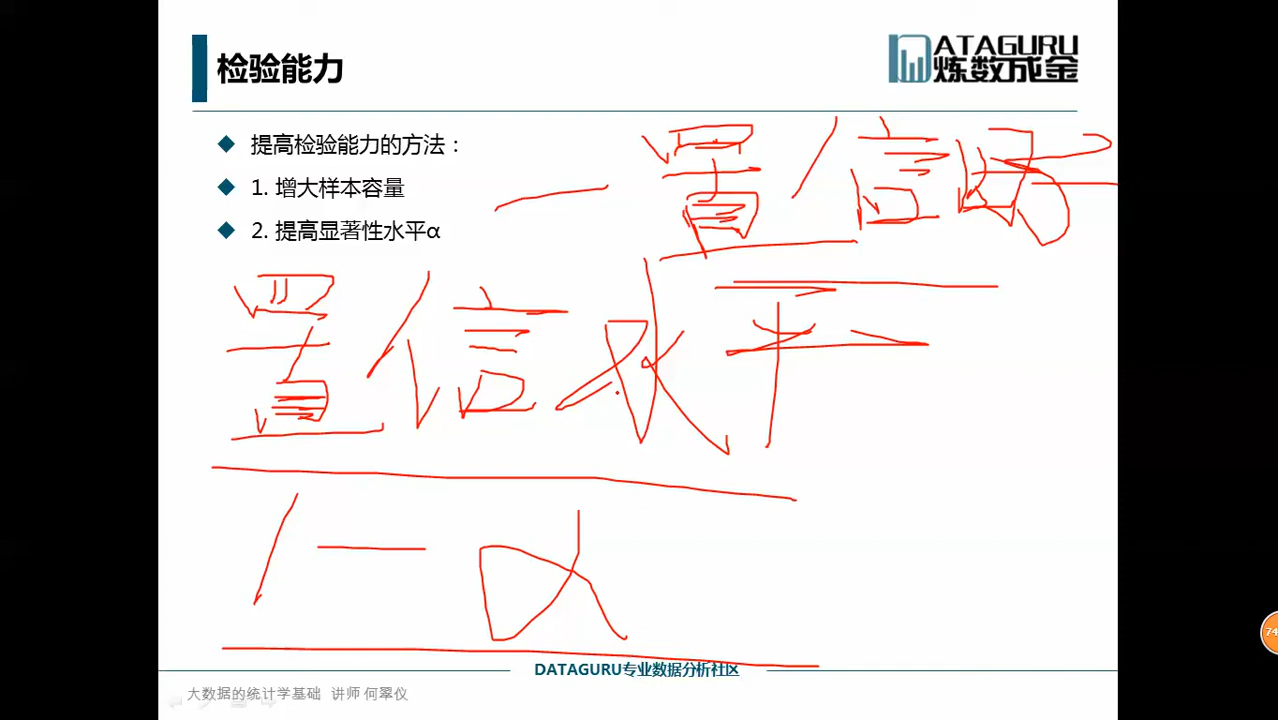 检验能力
DATAGURU
炼数成金
◆ 提高检验能力的方法：
◆ 1. 增大样本容量
◆ 2. 提高显著性水平α
一置信
置信水平
1-α
DATAGURU专业数据分析社区
大数据的统计学基础 讲师 何翠仪
74